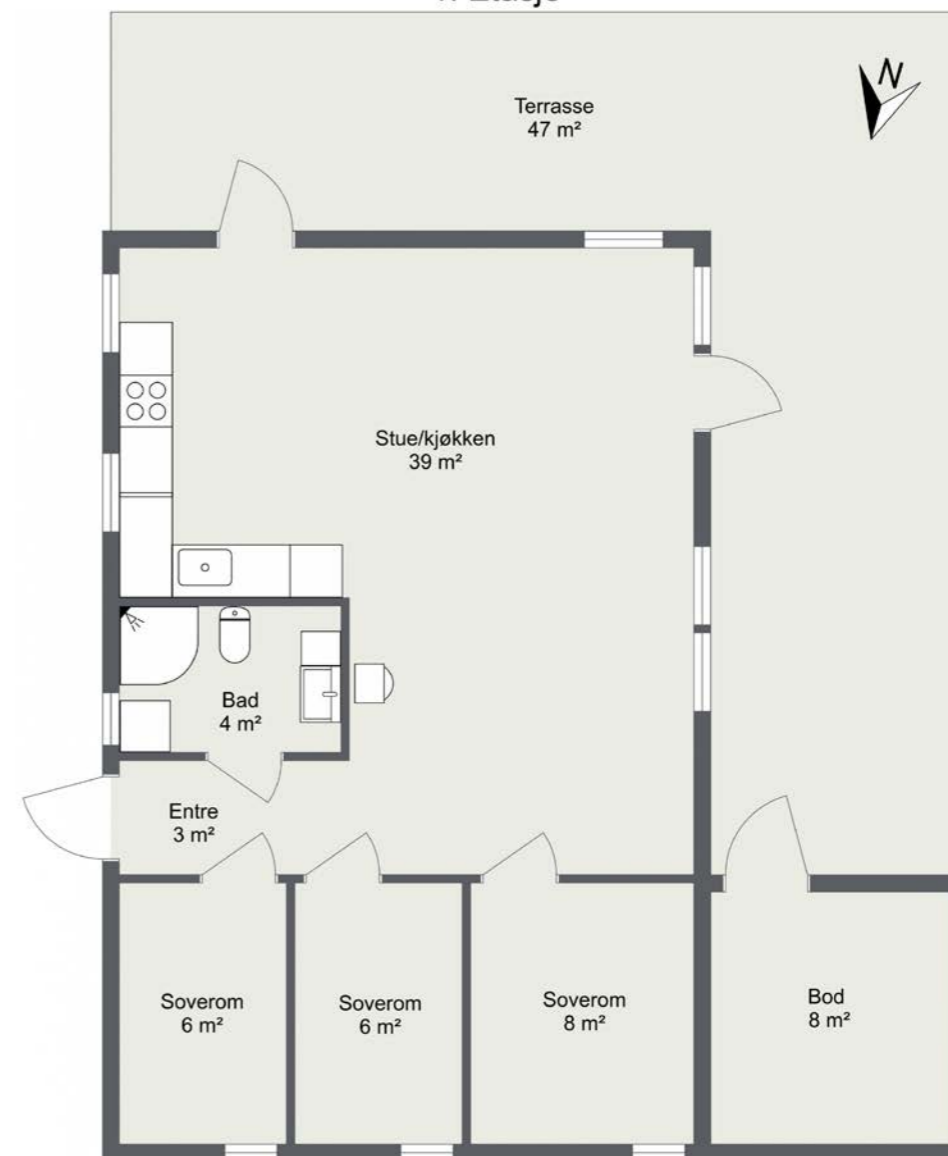 N
Terrasse
47 m²
Stue/kjøkken
39 m²
Bad
4 m²
Entre
3 m²
Soverom
6 m²
Soverom
6 m²
Soverom
8 m²
Bod
8 m²